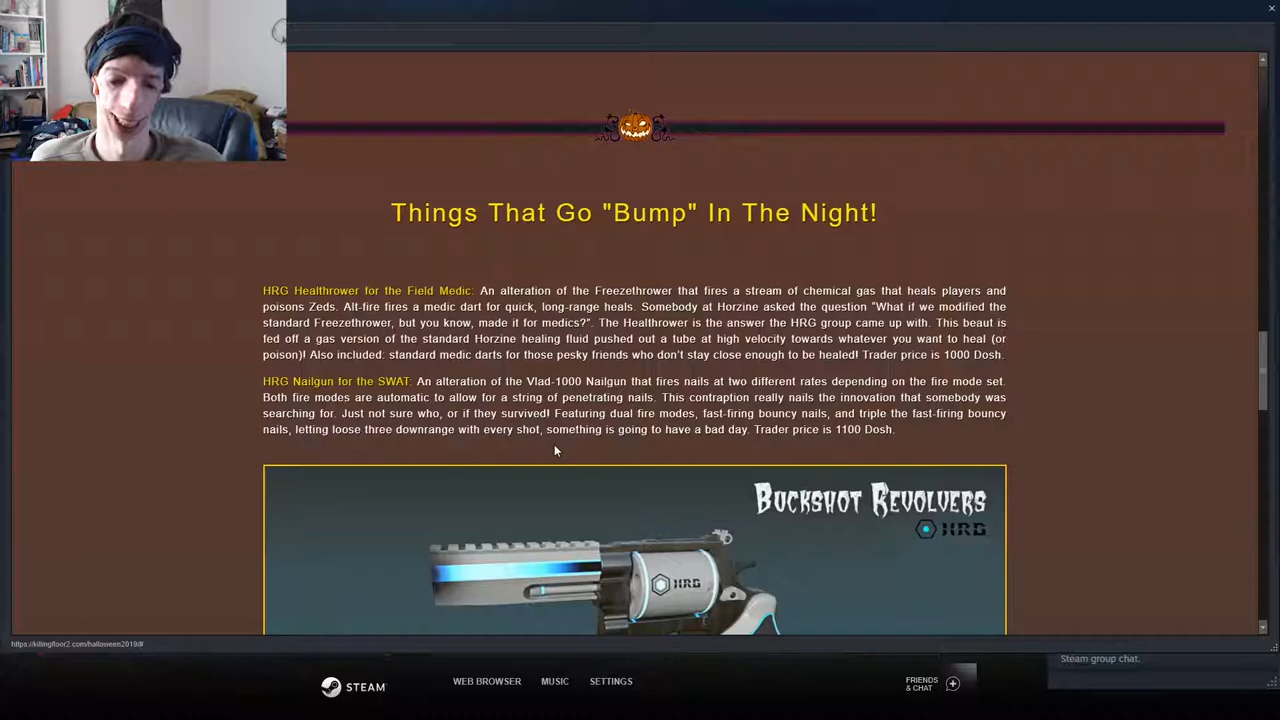 Things That Go "Bump" In The Night!
HRG Healthrower for the Field Medic: An alteration of the Freezethrower that fires a stream of chemical gas that heals players and
poisons Zeds. Alt-fire fires a medic dart for quick, long-range heals. Somebody at Horzine asked the question “What if we modified the
standard Freezethrower, but you know, made it for medics?”. The Healthrower is the answer the HRG group came up with. This beaut is
fed off a gas version of the standard Horzine healing fluid pushed out a tube at high velocity towards whatever you want to heal (or
poison)! Also included: standard medic darts for those pesky friends who don’t stay close enough to be healed! Trader price is 1000 Dosh.
HRG Nailgun for the SWAT: An alteration of the Vlad-1000 Nailgun that fires nails at two different rates depending on the fire mode set.
Both fire modes are automatic to allow for a string of penetrating nails. This contraption really nails the innovation that somebody was
searching for. Just not sure who, or if they survived! Featuring dual fire modes, fast-firing bouncy nails, and triple the fast-firing bouncy
nails, letting loose three downrange with every shot, something is going to have a bad day. Trader price is 1100 Dosh.
Buckshot Revolvers
HRG
HRG
https://killingfloor2.com/halloween2019/#
Steam group chat.
STEAM
WEB BROWSER
MUSIC
SETTINGS
FRIENDS
& CHAT